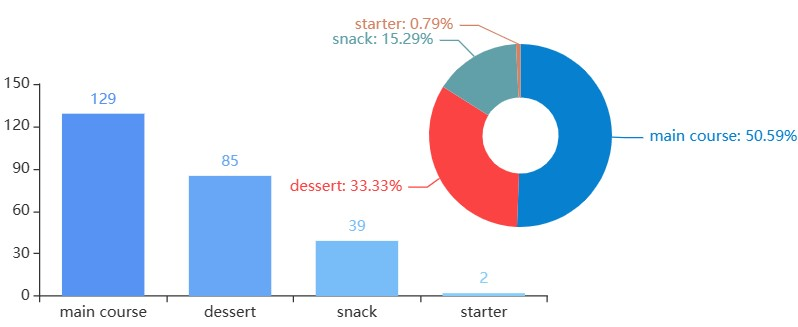 starter: 0.79%
snack: 15.29%
main course: 50.59%
dessert: 33.33%
150
120
90
60
30
0
129
85
39
2
main course
dessert
snack
starter